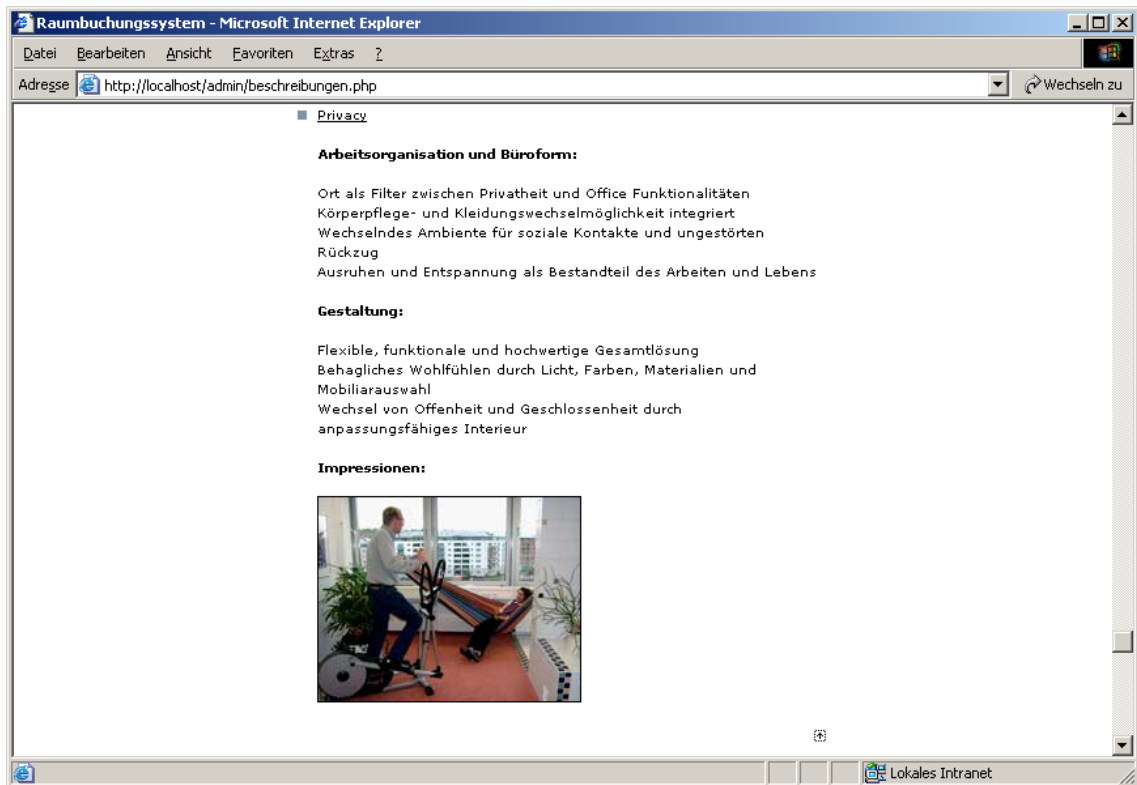 Raumbuchungssystem - Microsoft Internet Explorer
Datei Bearbeiten Ansicht Favoriten Extras ?
Adresse http://localhost/admin/beschreibungen.php Wechseln zu
Privacy
Arbeitsorganisation und Büroform:
Ort als Filter zwischen Privatheit und Office Funktionalitäten
Körperpflege- und Kleidungswechselmöglichkeit integriert
Wechselndes Ambiente für soziale Kontakte und ungestörten
Rückzug
Ausruhen und Entspannung als Bestandteil des Arbeiten und Lebens
Gestaltung:
Flexible, funktionale und hochwertige Gesamtlösung
Behagliches Wohlfühlen durch Licht, Farben, Materialien und
Mobiliarauswahl
Wechsel von Offenheit und Geschlossenheit durch
anpassungsfähiges Interieur
Impressionen:
Lokales Intranet